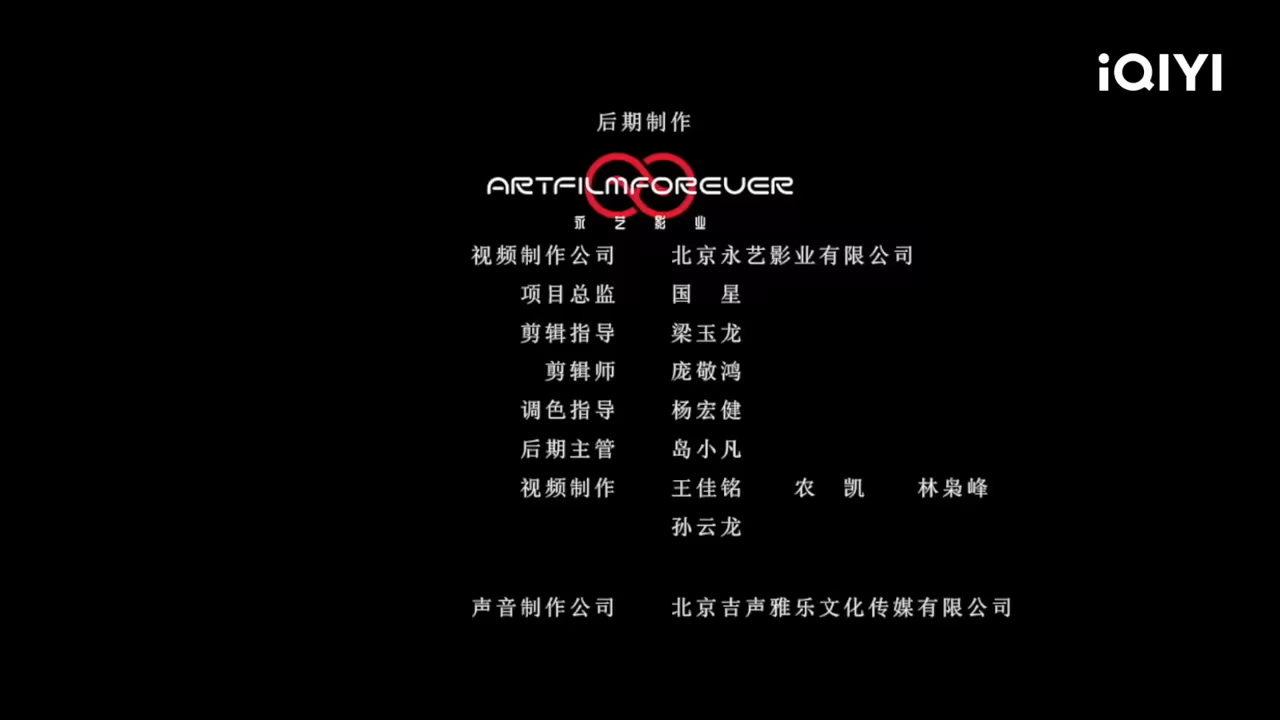 iQIYI
后期制作
ARTFILMFOREVER
永艺影业
视频制作公司 北京永艺影业有限公司
项目总监 国 星
剪辑指导 梁玉龙
剪辑师 庞敬鸿
调色指导 杨宏健
后期主管 岛小凡
视频制作 王佳铭 农 凯 林枭峰
孙云龙
声音制作公司 北京吉声雅乐文化传媒有限公司